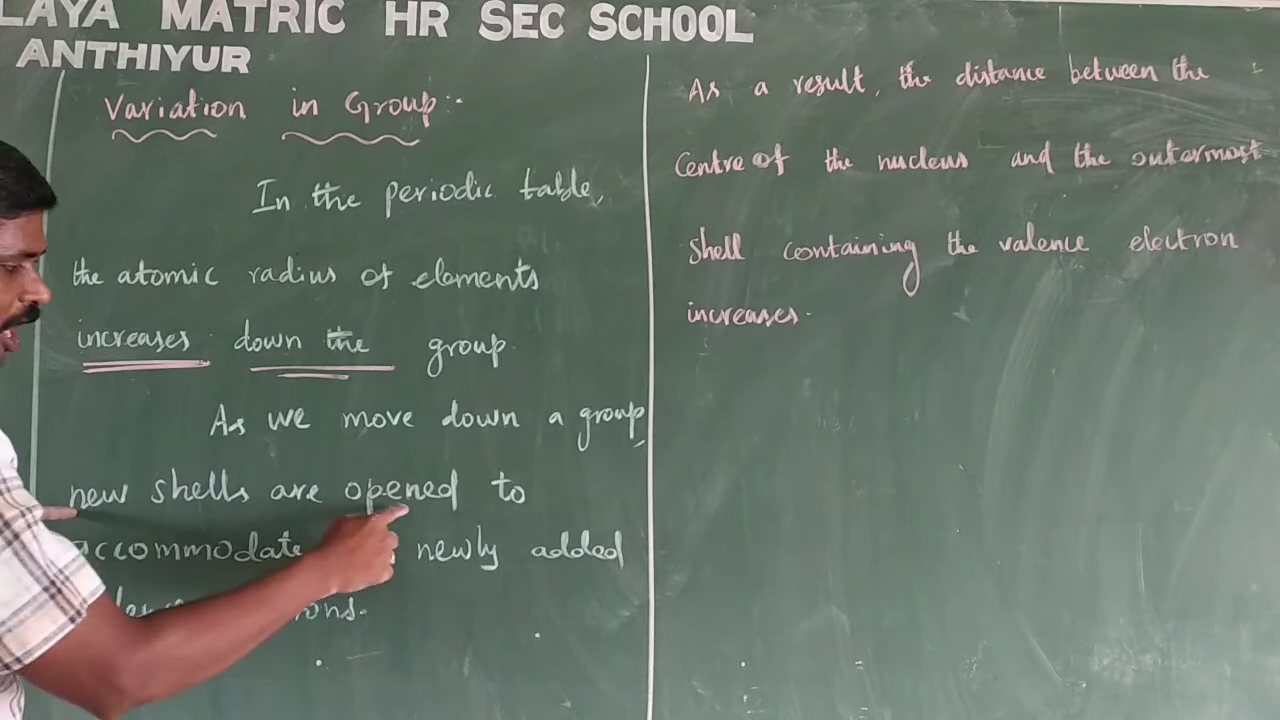 LAYA MATRIC HR SEC SCHOOL
ANTHIYUR
Variation in Group:-
In the periodic table,
the atomic radius of elements
increases down the group.
As we move down a group,
new shells are opened to
accommodate newly added
As a result, the distance between the
Centre of the nucleus and the outermost
shell containing the valence electron
increases.